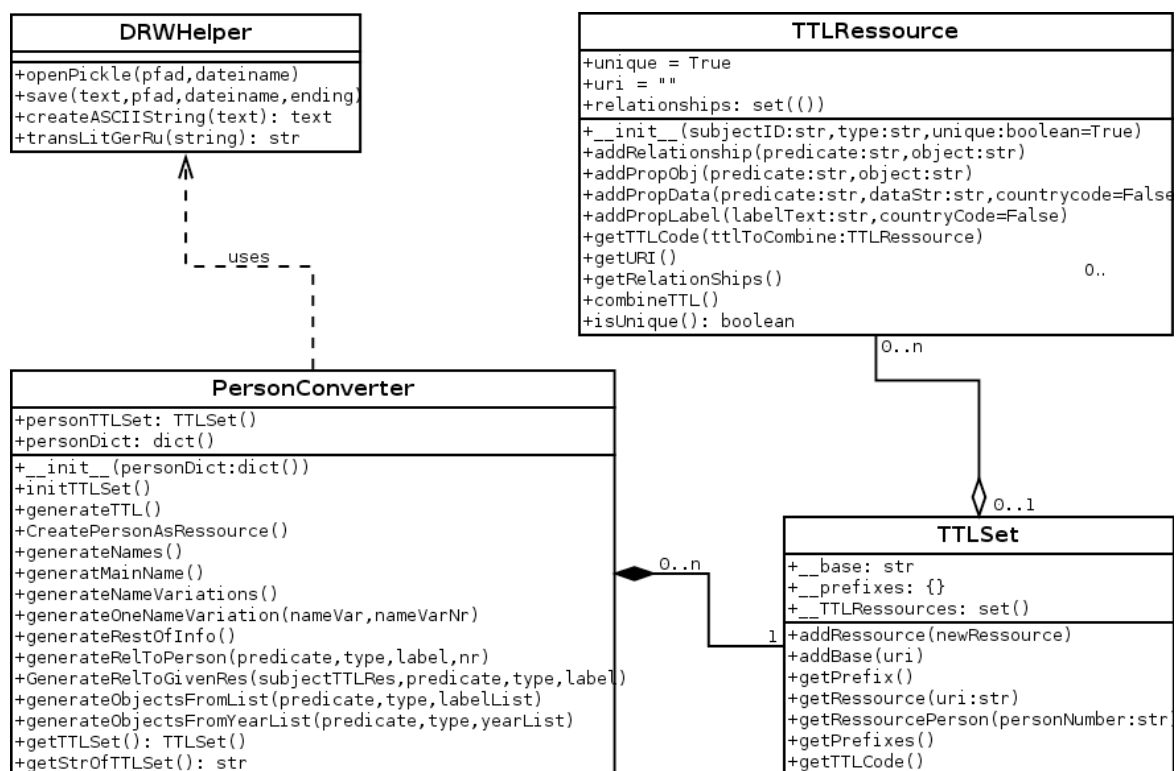 DRWHelper
+openPickle(pfad,dateiname)
+save(text,pfad,dateiname,ending)
+createASCIIString(text): text
+transLitGerRu(string): str
uses
TTLRessource
+unique = True
+uri = ""
+relationships: set(())
+__init__(subjectID:str,type:str,unique:boolean=True)
+addRelationship(predicate:str,object:str)
+addPropObj(predicate:str,object:str)
+addPropData(predicate:str,dataStr:str,countrycode=False
+addPropLabel(labelText:str,countryCode=False)
+getTTLCode(ttlToCombine:TTLRessource)
+getURI()
+getRelationShips()
+combineTTL()
+isUnique(): boolean
0..
0..n
0..1
PersonConverter
+personTTLSet: TTLSet()
+personDict: dict()
+__init__(personDict:dict())
+initTTLSet()
+generateTTL()
+CreatePersonAsRessource()
+generateNames()
+generatMainName()
+generateNameVariations()
+generateOneNameVariation(nameVar,nameVarNr)
+generateRestOfInfo()
+generateRelToPerson(predicate,type,label,nr)
+GenerateRelToGivenRes(subjectTTLRes,predicate,type,label)
+generateObjectsFromList(predicate,type,labelList)
+generateObjectsFromYearList(predicate,type,yearList)
+getTTLSet(): TTLSet()
+getStrOfTTLSet(): str
0..n
1
TTLSet
+__base: str
+__prefixes: {}
+__TTLRessources: set()
+addRessource(newRessource)
+addBase(uri)
+getPrefix()
+getRessource(uri:str)
+getRessourcePerson(personNumber:str)
+getPrefixes()
+getTTLCode()